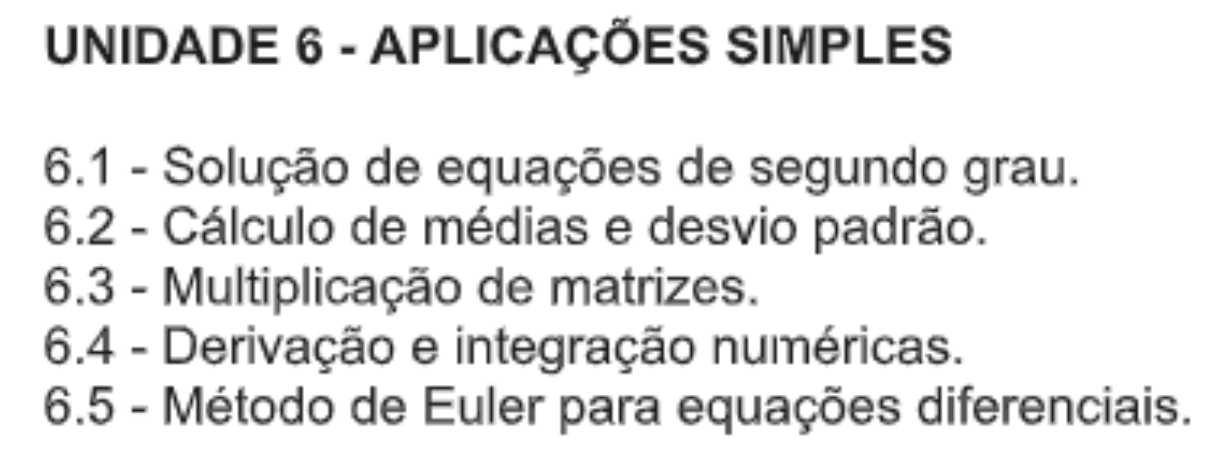 UNIDADE 6 - APLICAÇÕES SIMPLES
6.1 - Solução de equações de segundo grau.
6.2 - Cálculo de médias e desvio padrão.
6.3 - Multiplicação de matrizes.
6.4 - Derivação e integração numéricas.
6.5 - Método de Euler para equações diferenciais.